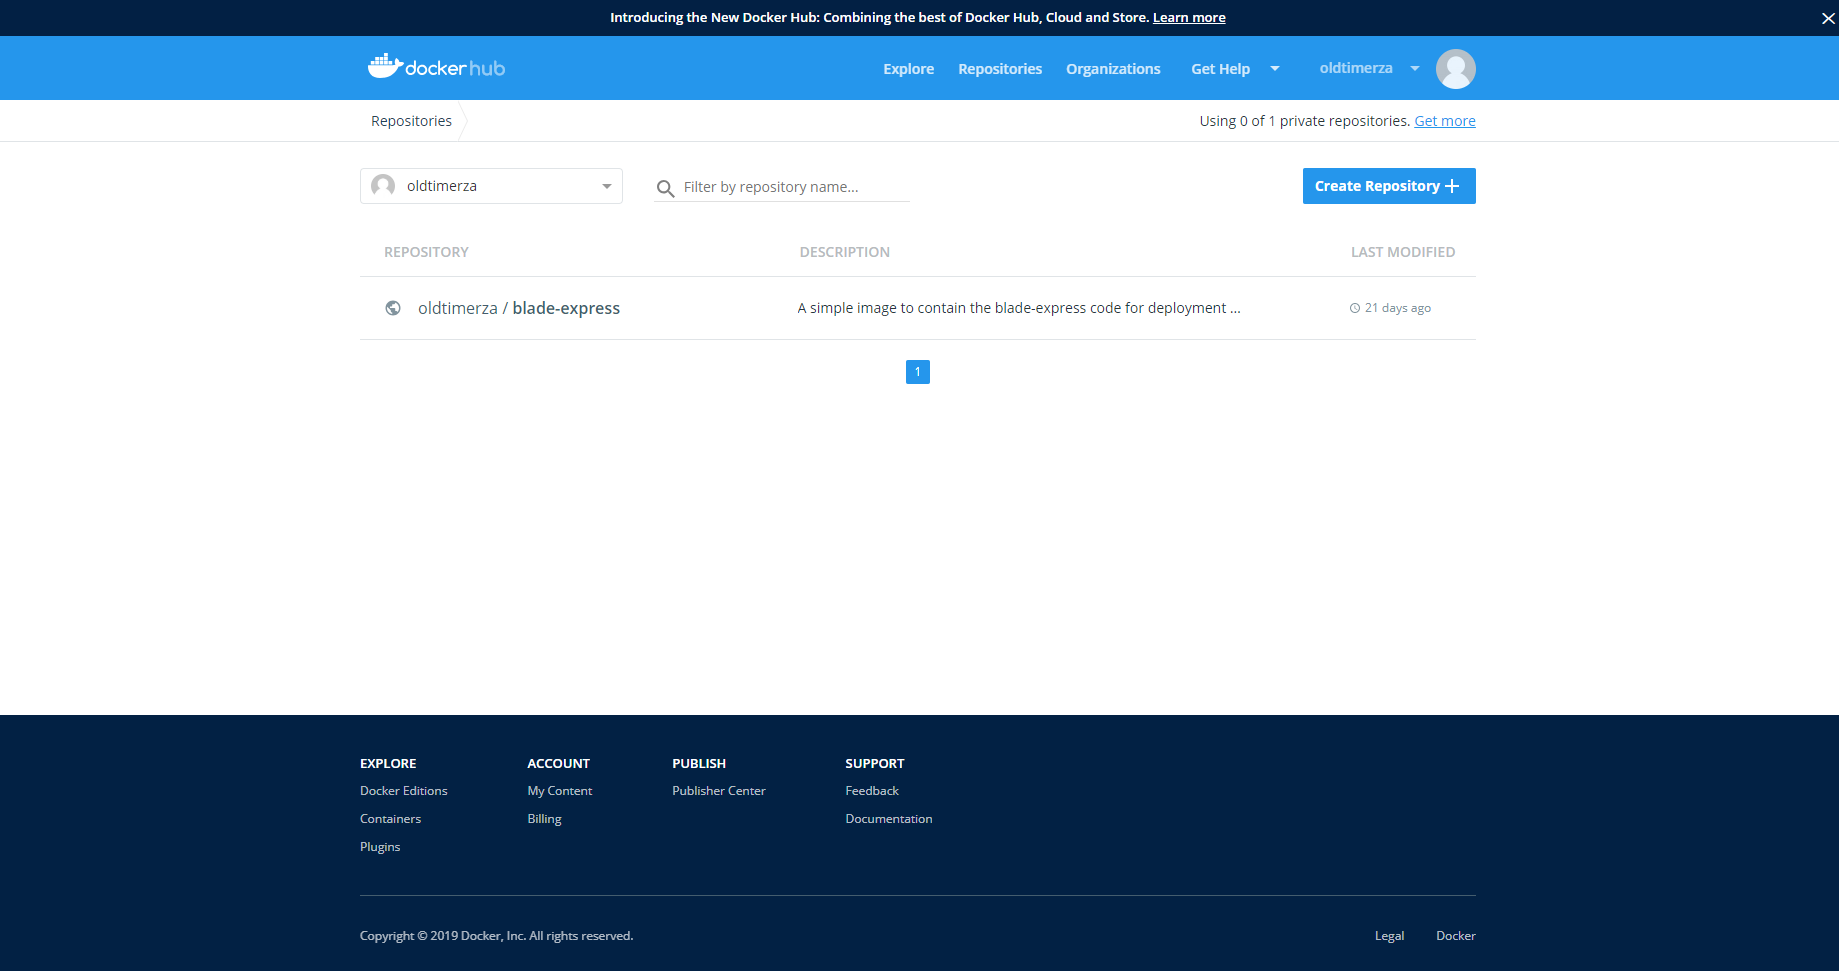 Introducing the New Docker Hub: Combining the best of Docker Hub, Cloud and Store. Learn more
docker hub
Explore Repositories Organizations Get Help oldtimerza
Repositories Using 0 of 1 private repositories. Get more
oldtimerza Filter by repository name... Create Repository
REPOSITORY DESCRIPTION LAST MODIFIED
oldtimerza / blade-express A simple image to contain the blade-express code for deployment ... 21 days ago
1
EXPLORE ACCOUNT PUBLISH SUPPORT
Docker Editions My Content Publisher Center Feedback
Containers Billing Documentation
Plugins
Copyright © 2019 Docker, Inc. All rights reserved. Legal Docker